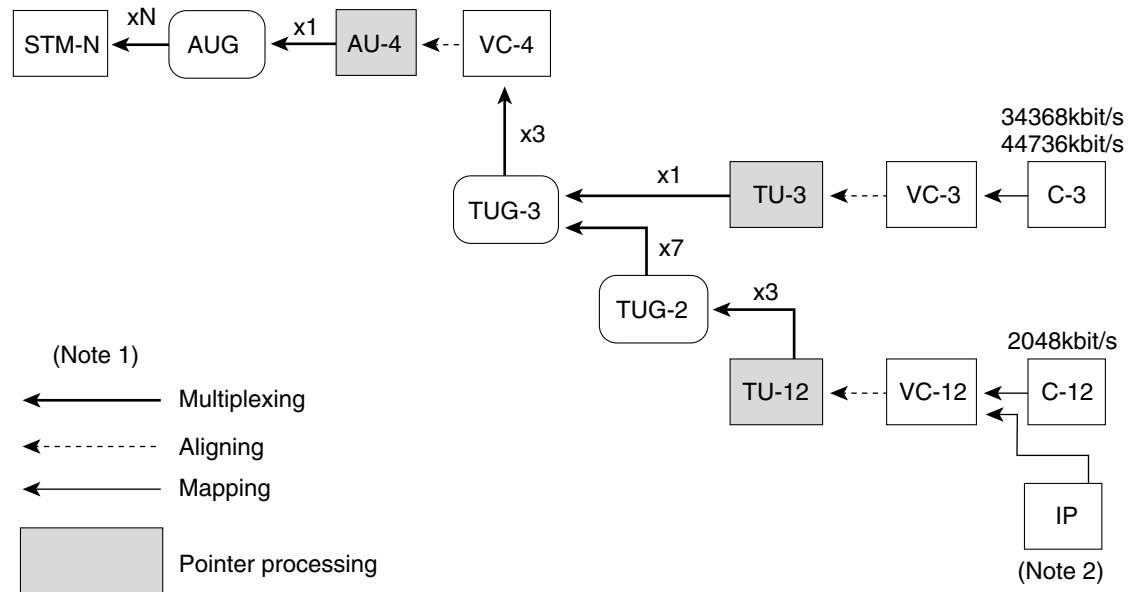 STM-N
xN
AUG
x1
AU-4
VC-4
x3
34368kbit/s
44736kbit/s
TUG-3
x1
TU-3
VC-3
C-3
x7
TUG-2
x3
2048kbit/s
TU-12
VC-12
C-12
IP
(Note 2)
(Note 1)
Multiplexing
Aligning
Mapping
Pointer processing